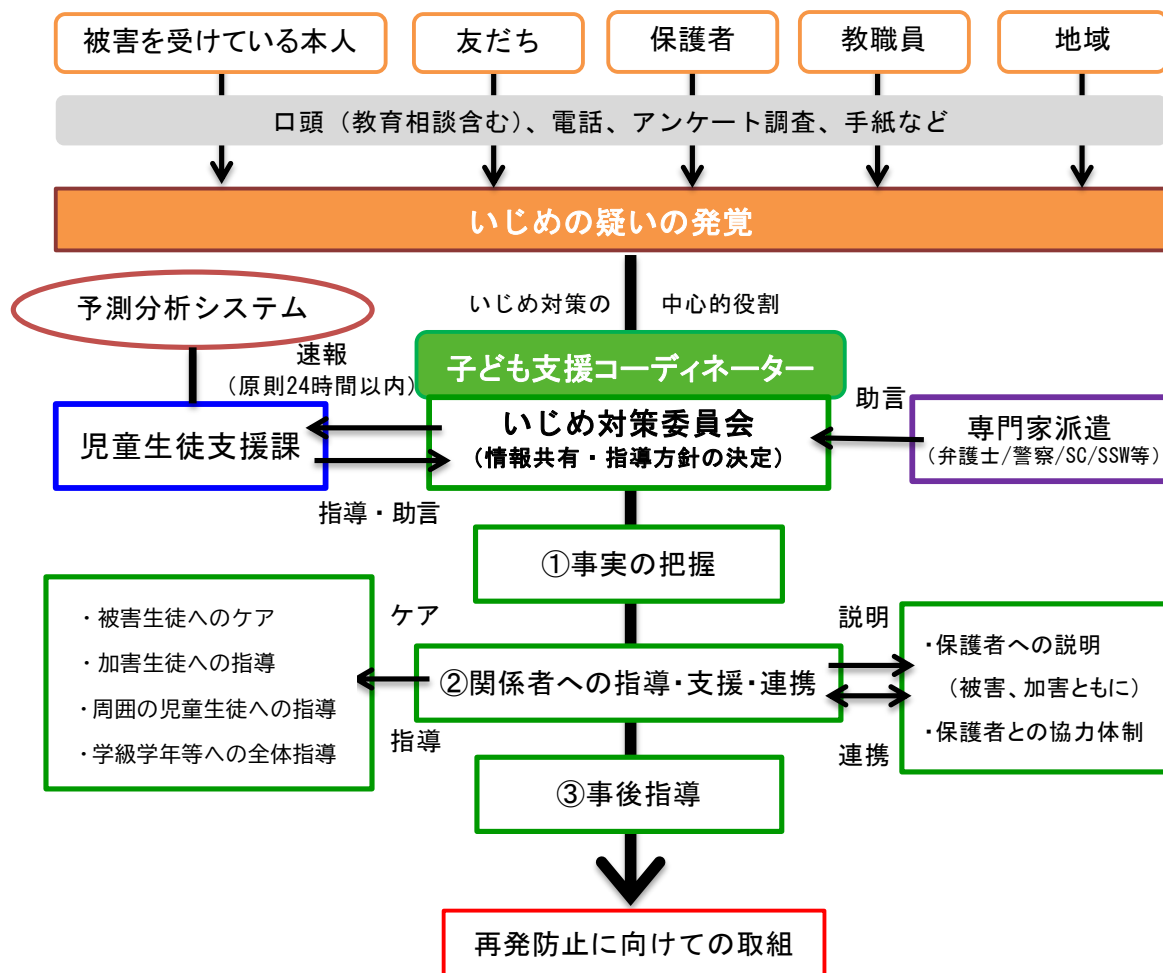 被害を受けている本人
友だち
保護者
教職員
地域
口頭（教育相談含む）、電話、アンケート調査、手紙など
いじめの疑いの発覚
予測分析システム
いじめ対策の　中心的役割
速報
（原則24時間以内）
子ども支援コーディネーター
児童生徒支援課
いじめ対策委員会
（情報共有・指導方針の決定）
助言
専門家派遣
（弁護士/警察/SC/SSW等）
指導・助言
①事実の把握
・被害生徒へのケア
・加害生徒への指導
・周囲の児童生徒への指導
・学級学年等への全体指導
ケア
指導
②関係者への指導・支援・連携
説明
連携
・保護者への説明
（被害、加害ともに）
・保護者との協力体制
③事後指導
再発防止に向けての取組